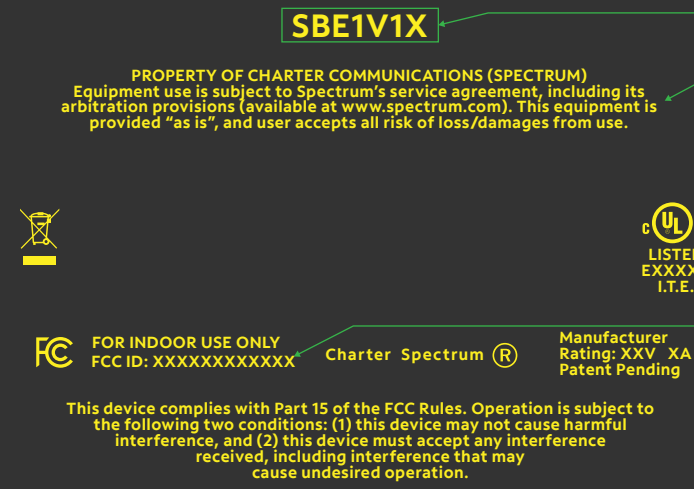 SBE1V1X
PROPERTY OF CHARTER COMMUNICATIONS (SPECTRUM)
Equipment use is subject to Spectrum's service agreement, including its
arbitration provisions (available at www.spectrum.com). This equipment is
provided “as is”, and user accepts all risk of loss/damages from use.
C UL ®
LISTE
EXXXX
I.T.E.
FC FOR INDOOR USE ONLY
FCC ID: XXXXXXXXXXXX
Charter Spectrum ®
Manufacturer
Rating: XXV XA
Patent Pending
This device complies with Part 15 of the FCC Rules. Operation is subject to
the following two conditions: (1) this device may not cause harmful
interference, and (2) this device must accept any interference
received, including interference that may
cause undesired operation.